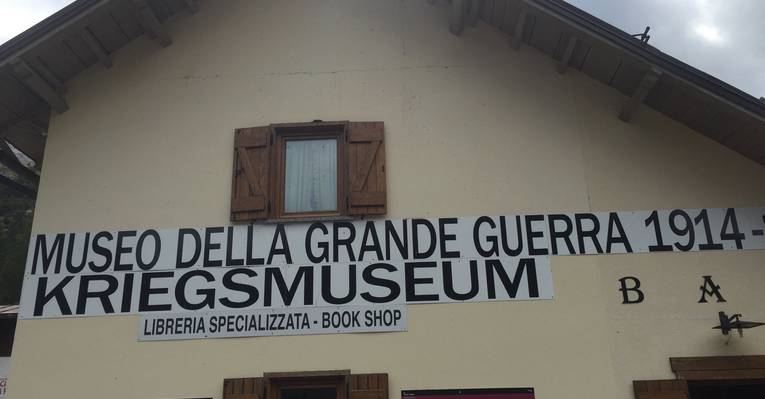 MUSEO DELLA GRANDE GUERRA 1914-
KRIEGSMUSEUM
LIBRERIA SPECIALIZZATA - BOOK SHOP
B A